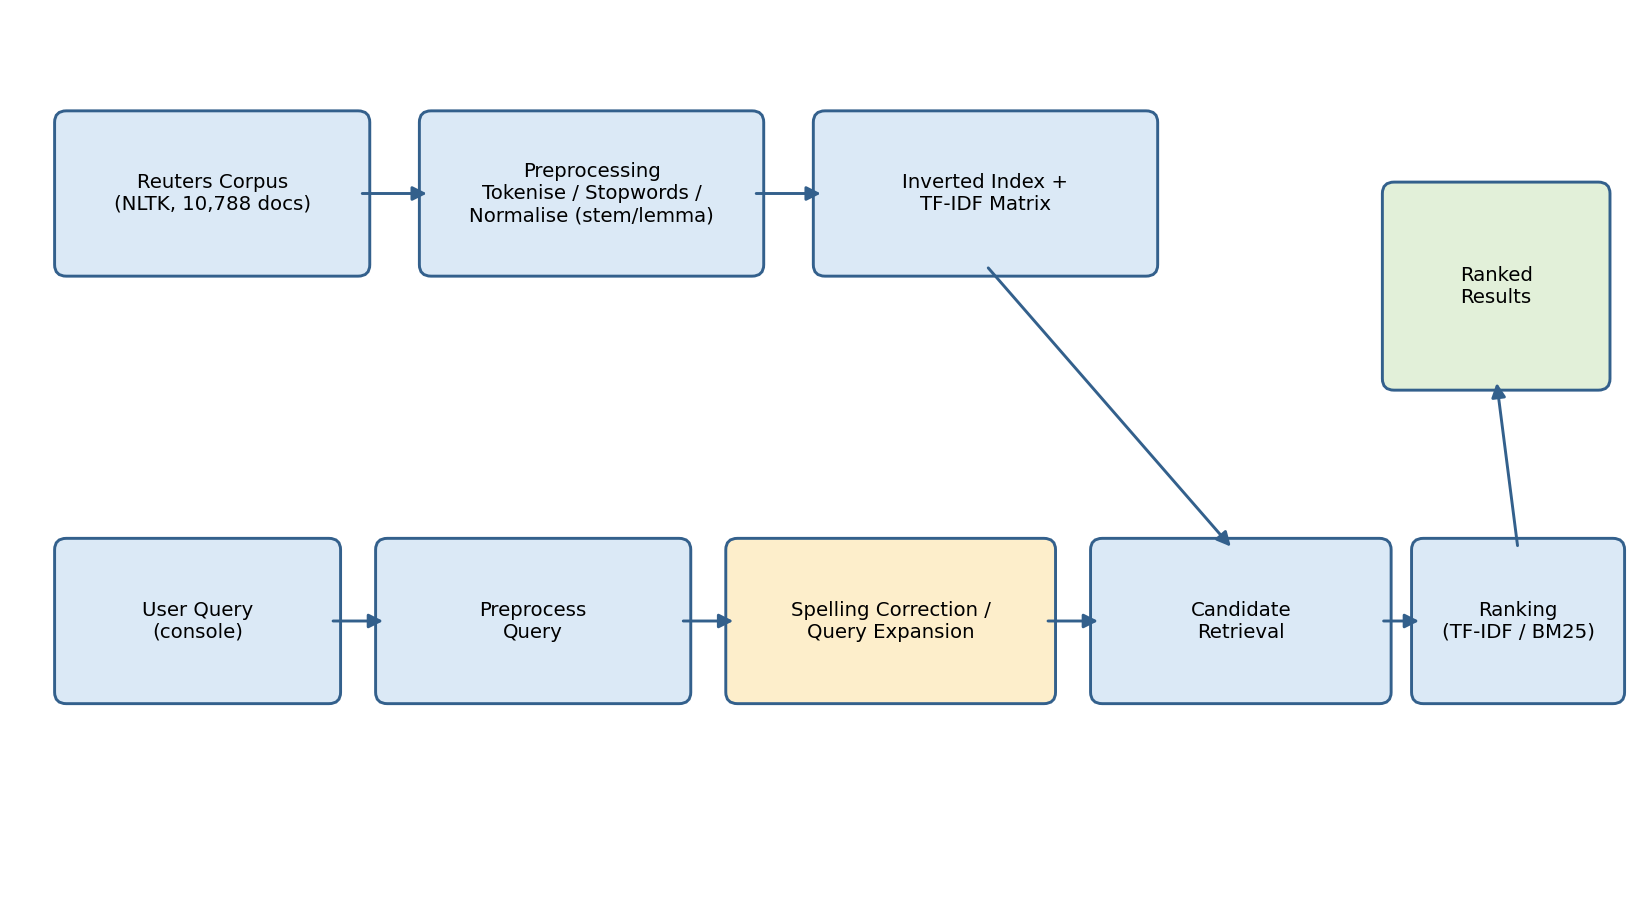 Reuters Corpus
(NLTK, 10,788 docs)
Preprocessing
Tokenise / Stopwords /
Normalise (stem/lemma)
Inverted Index +
TF-IDF Matrix
Ranked
Results
User Query
(console)
Preprocess
Query
Spelling Correction /
Query Expansion
Candidate
Retrieval
Ranking
(TF-IDF / BM25)